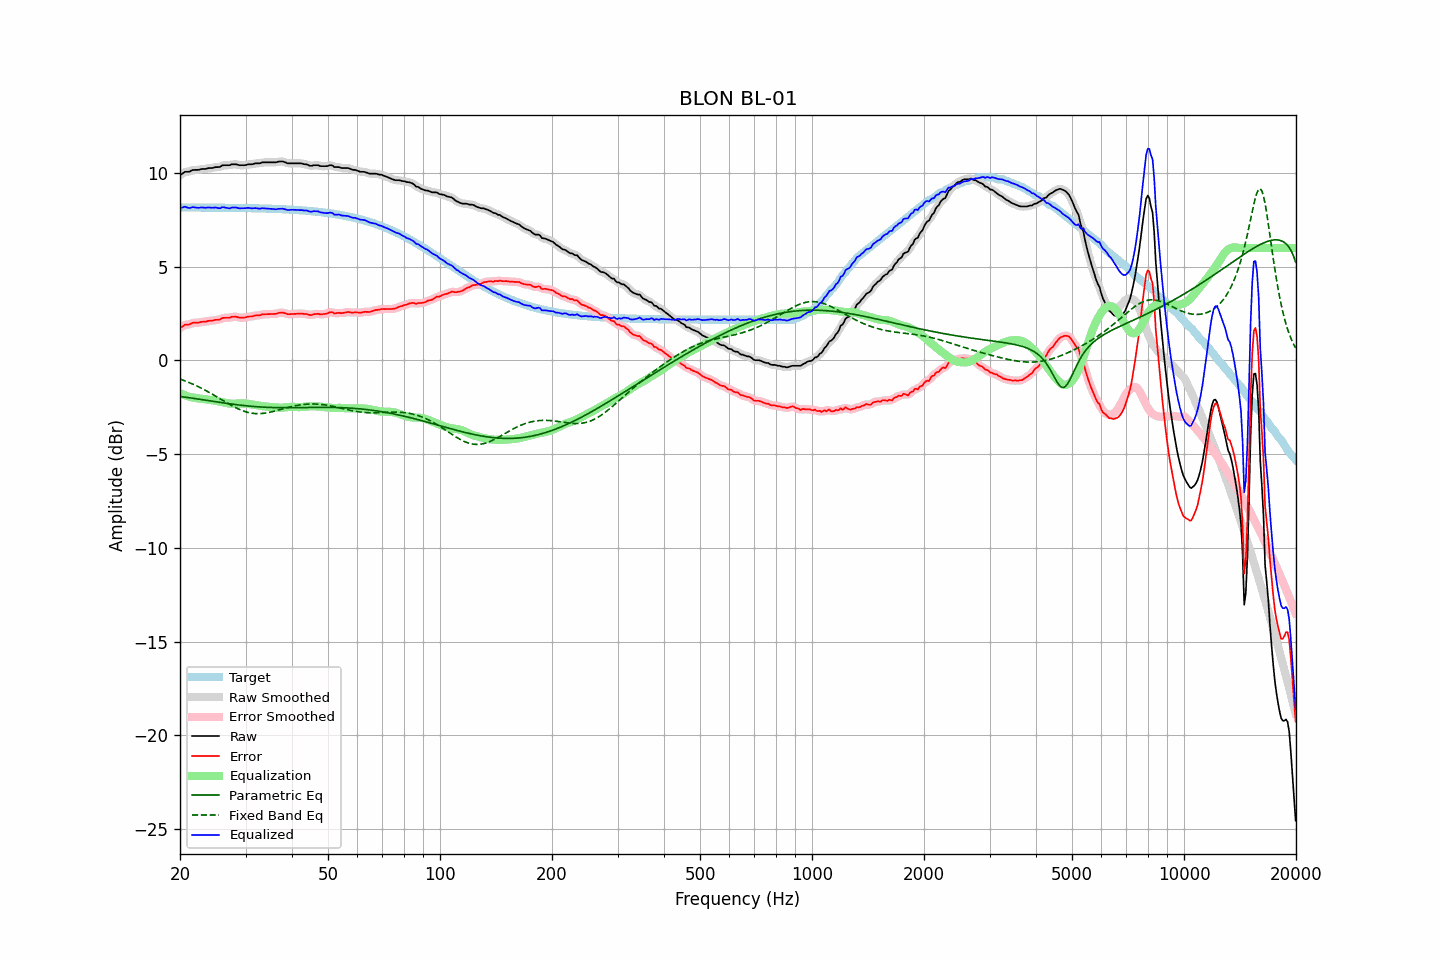 BLON BL-01
Amplitude (dBr)
10
5
0
−5
−10
−15
−20
−25
Target
Raw Smoothed
Error Smoothed
Raw
Error
Equalization
Parametric Eq
Fixed Band Eq
Equalized
20 50 100 200 500 1000 2000 5000 10000 20000
Frequency (Hz)